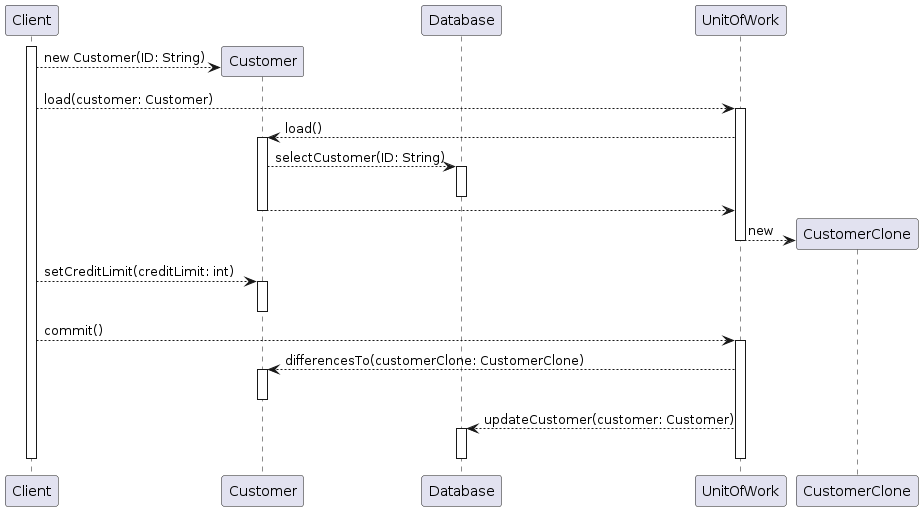 Client
Database
UnitOfWork
new Customer(ID: String)
Customer
load(customer: Customer)
load()
selectCustomer(ID: String)
new
CustomerClone
setCreditLimit(creditLimit: int)
commit()
differencesTo(customerClone: CustomerClone)
updateCustomer(customer: Customer)
Client
Customer
Database
UnitOfWork
CustomerClone